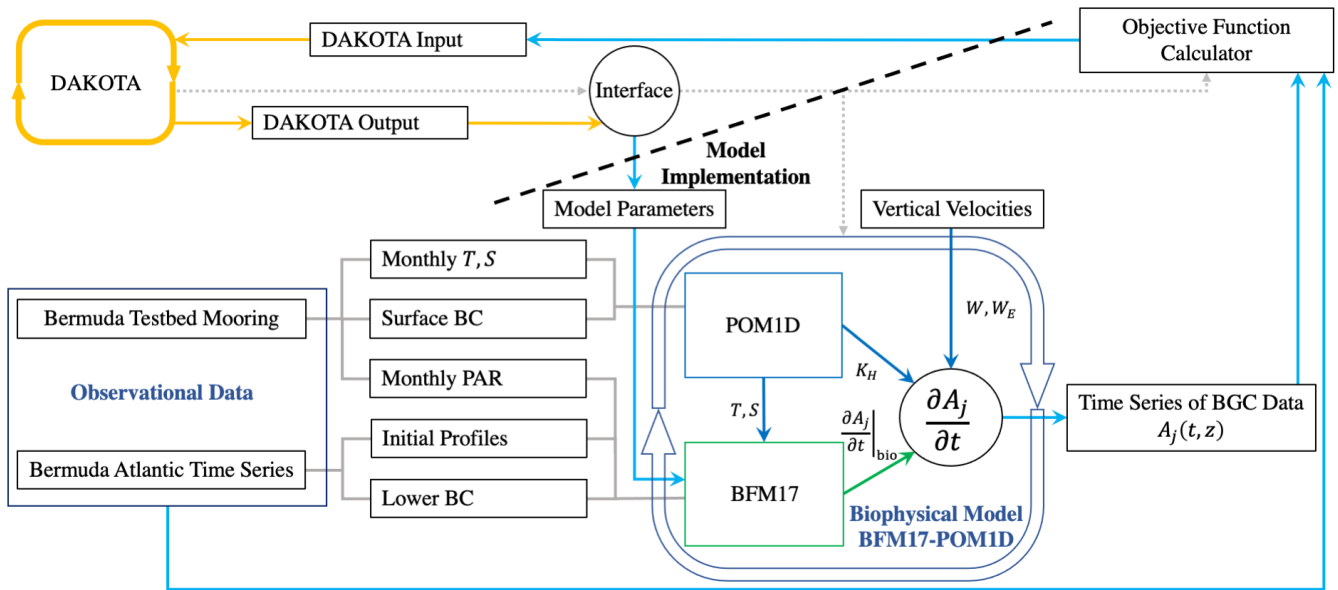 DAKOTA Input
Objective Function
Calculator
DAKOTA
Interface
DAKOTA Output
Model
Implementation
Model Parameters
Vertical Velocities
Monthly T, S
Bermuda Testbed Mooring
Surface BC
POM1D
W, W_E
K_H
Monthly PAR
Observational Data
T, S
∂A_j/∂t|_bio
∂A_j/∂t
Time Series of BGC Data
A_j(t, z)
Initial Profiles
Bermuda Atlantic Time Series
Lower BC
BFM17
Biophysical Model
BFM17-POM1D